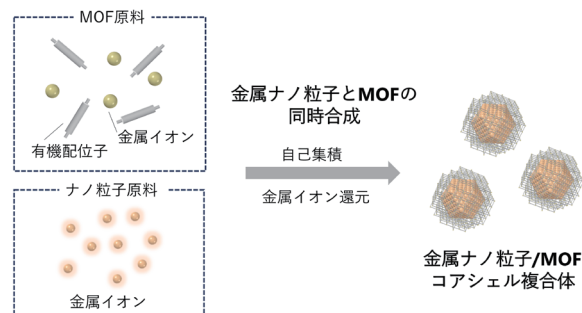 MOF原料
金属イオン
有機配位子
ナノ粒子原料
金属イオン
金属ナノ粒子とMOFの
同時合成
自己集積
金属イオン還元
金属ナノ粒子/MOF
コアシェル複合体